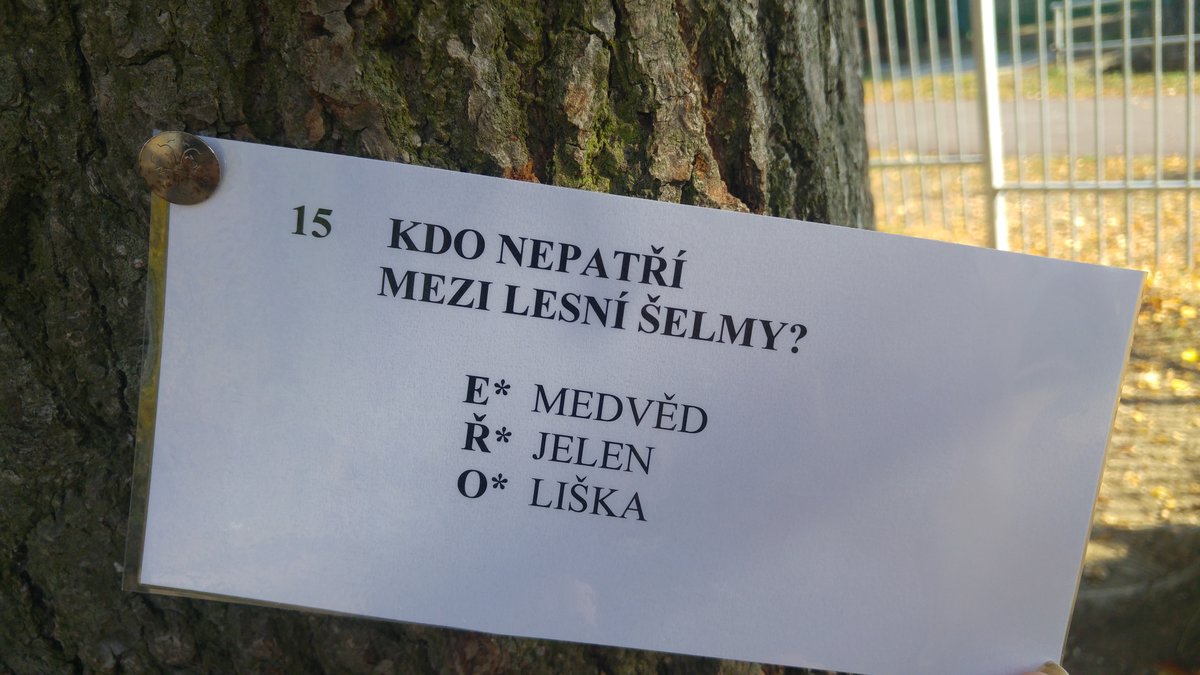 15 KDO NEPATŘÍ
MEZI LESNÍ ŠELMY?
E* MEDVĚD
Ř* JELEN
O* LIŠKA